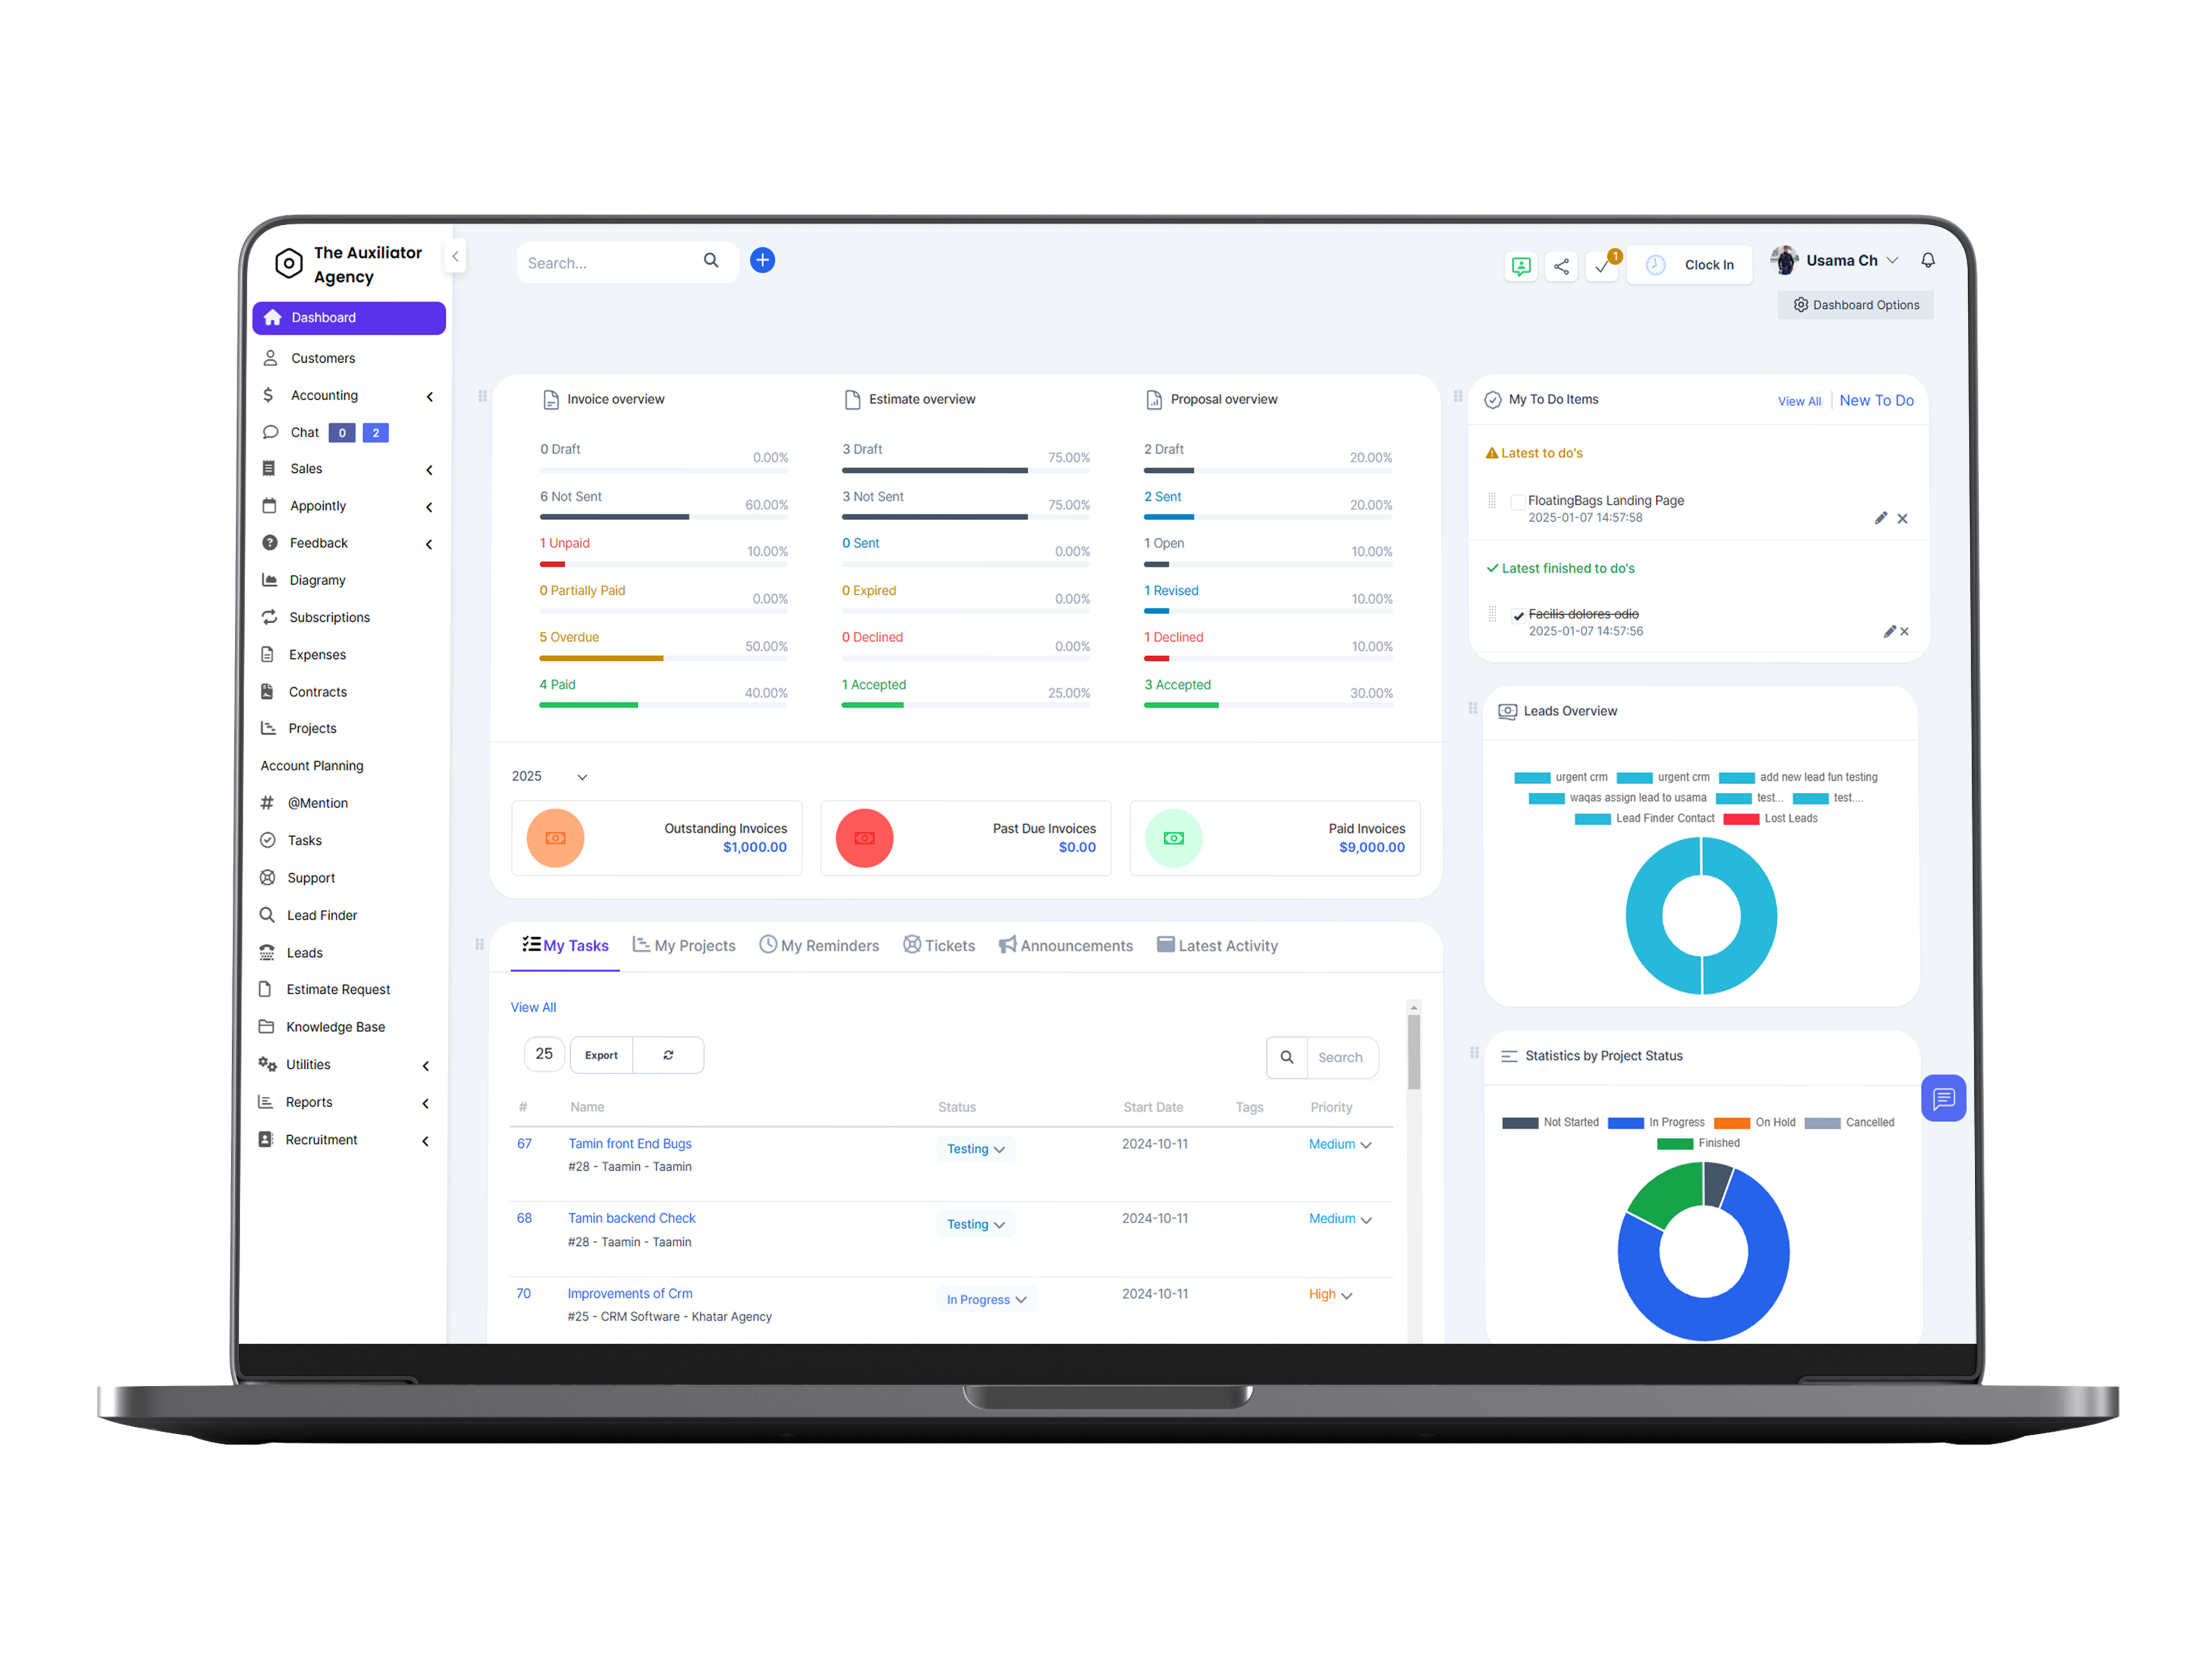 The Auxiliator
Agency
Dashboard
Customers
Accounting
Chat 0 2
Sales
Appointly
Feedback
Diagramy
Subscriptions
Expenses
Contracts
Projects
Account Planning
@Mention
Tasks
Support
Lead Finder
Leads
Estimate Request
Knowledge Base
Utilities
Reports
Recruitment
Search...
1
Clock In
Usama Ch
Dashboard Options
Invoice overview
0 Draft 0.00%
6 Not Sent 60.00%
1 Unpaid 10.00%
0 Partially Paid 0.00%
5 Overdue 50.00%
4 Paid 40.00%
Estimate overview
3 Draft 75.00%
3 Not Sent 75.00%
0 Sent 0.00%
0 Expired 0.00%
0 Declined 0.00%
1 Accepted 25.00%
Proposal overview
2 Draft 20.00%
2 Sent 20.00%
1 Open 10.00%
1 Revised 10.00%
1 Declined 10.00%
3 Accepted 30.00%
2025
Outstanding Invoices
$1,000.00
Past Due Invoices
$0.00
Paid Invoices
$9,000.00
My Tasks My Projects My Reminders Tickets Announcements Latest Activity
View All
25 Export Search
# Name Status Start Date Tags Priority
67 Tamin front End Bugs Testing 2024-10-11 Medium
#28 - Taamin - Taamin
68 Tamin backend Check Testing 2024-10-11 Medium
#28 - Taamin - Taamin
70 Improvements of Crm In Progress 2024-10-11 High
#25 - CRM Software - Khatar Agency
My To Do Items View All New To Do
Latest to do's
FloatingBags Landing Page
2025-01-07 14:57:58
Latest finished to do's
Facilis dolores odio
2025-01-07 14:57:56
Leads Overview
urgent crm urgent crm add new lead fun testing
waqas assign lead to usama test... test....
Lead Finder Contact Lost Leads
Statistics by Project Status
Not Started In Progress On Hold Cancelled
Finished